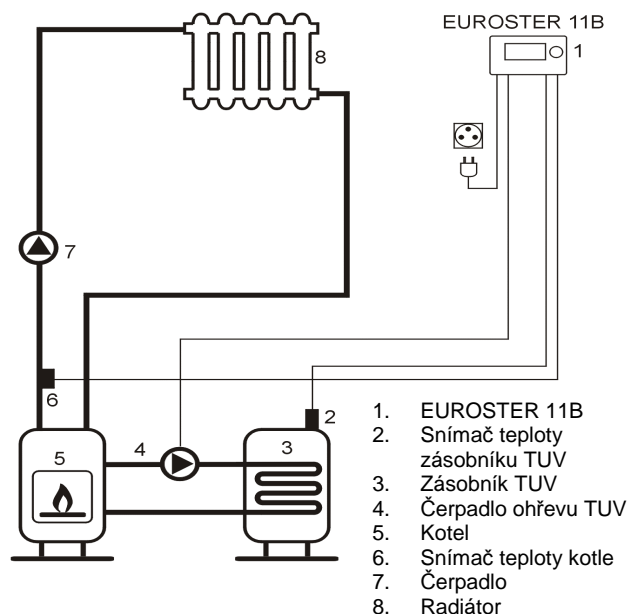 EUROSTER 11B
1
8
7
6
2
4
3
5
1. EUROSTER 11B
2. Snímač teploty
zásobníku TUV
3. Zásobník TUV
4. Čerpadlo ohřevu TUV
5. Kotel
6. Snímač teploty kotle
7. Čerpadlo
8. Radiátor